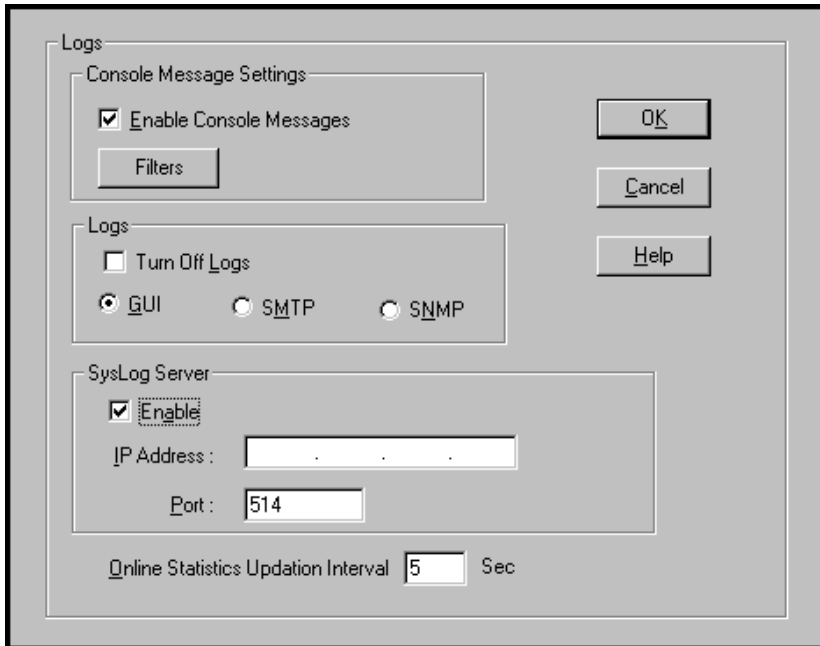 Logs
Console Message Settings
Enable Console Messages
Filters
OK
Cancel
Help
Logs
Turn Off Logs
GUI SMTP SNMP
SysLog Server
Enable
IP Address : . . .
Port : 514
Online Statistics Updation Interval 5 Sec